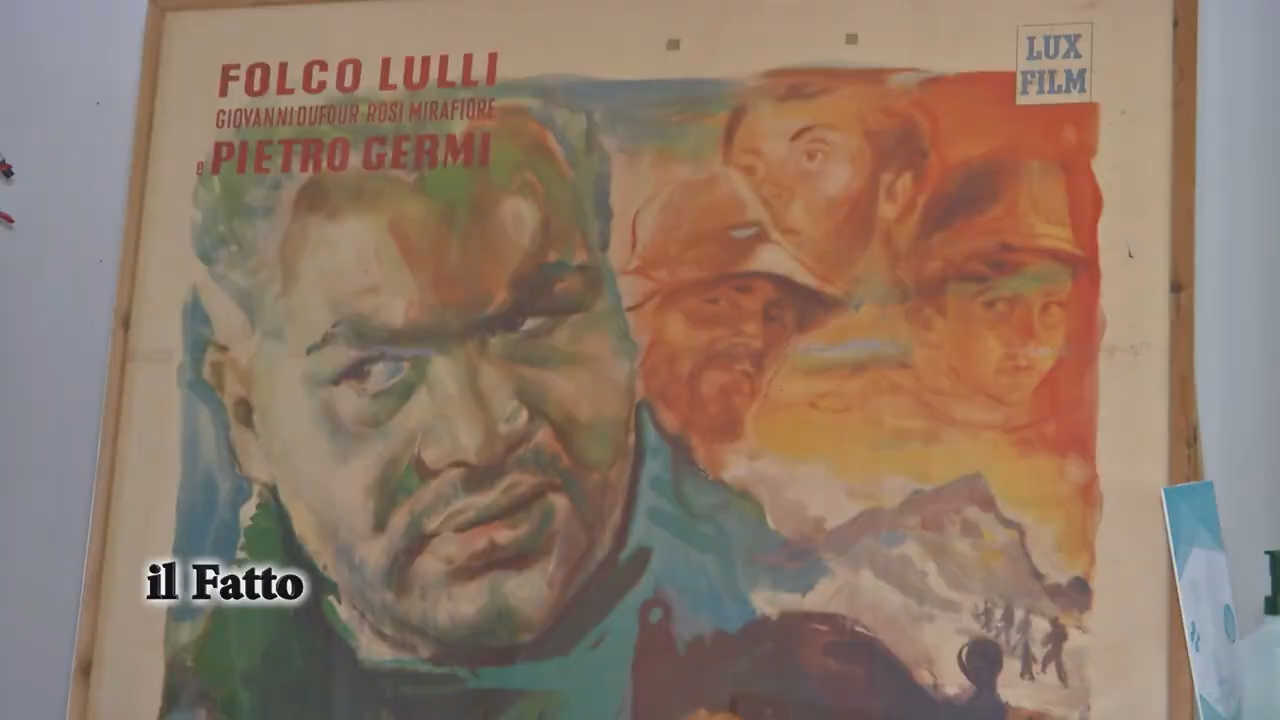 FOLCO LULLI
GIOVANNI DUFOUR - ROSI MIRAFIORE
e PIETRO GERMI
LUX
FILM
il Fatto